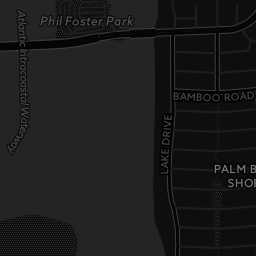 Phil Foster Park
Atlantic Intracoastal Waterway
BAMBOO ROAD
LAKE DRIVE
PALM B
SHO